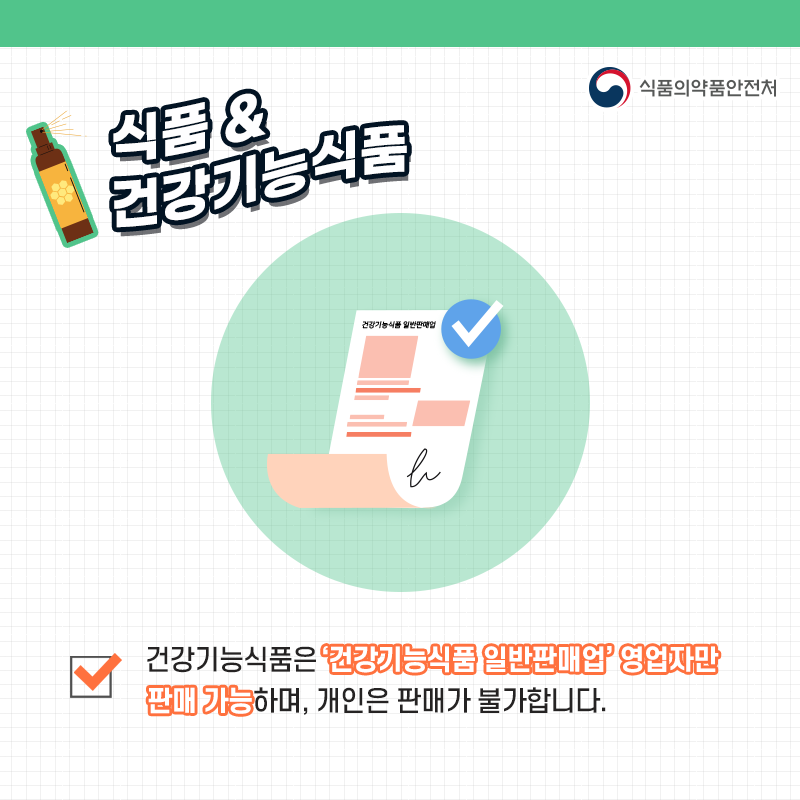 식품의약품안전처
식품 &
건강기능식품
건강기능식품 일반판매업
건강기능식품은 ‘건강기능식품 일반판매업’ 영업자만
판매 가능하며, 개인은 판매가 불가합니다.